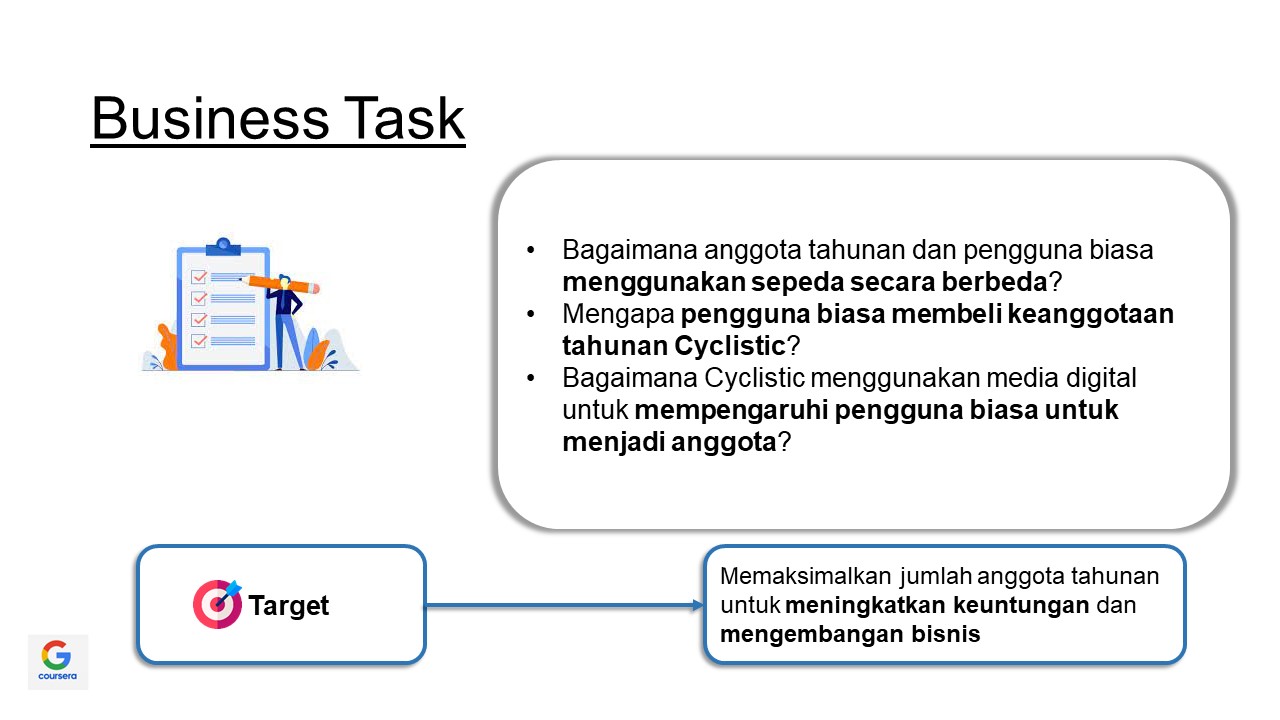 Business Task
• Bagaimana anggota tahunan dan pengguna biasa
menggunakan sepeda secara berbeda?
• Mengapa pengguna biasa membeli keanggotaan
tahunan Cyclistic?
• Bagaimana Cyclistic menggunakan media digital
untuk mempengaruhi pengguna biasa untuk
menjadi anggota?
Target
Memaksimalkan jumlah anggota tahunan
untuk meningkatkan keuntungan dan
mengembangan bisnis
G
coursera